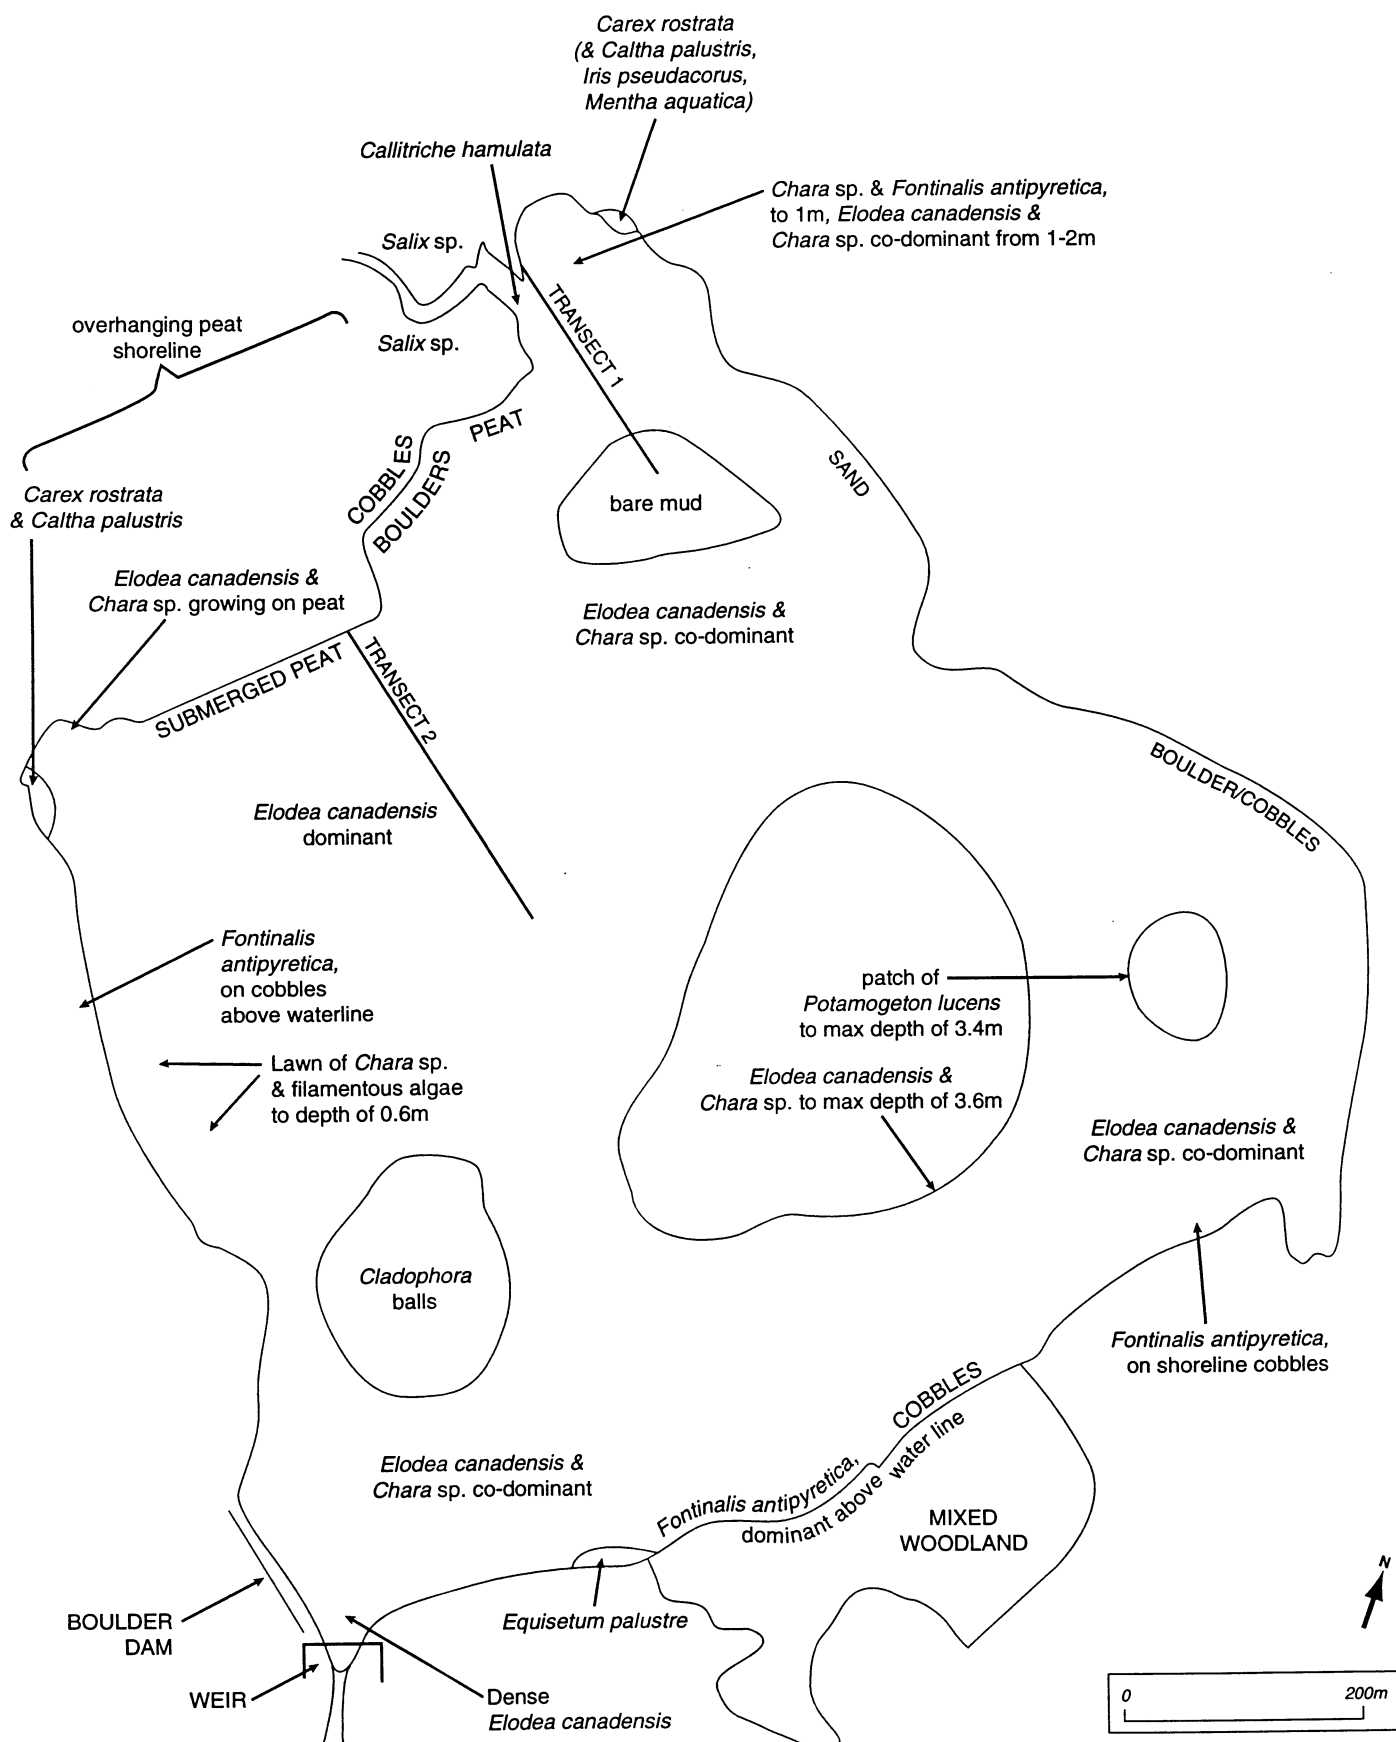 Carex rostrata
(& Caltha palustris,
Iris pseudacorus,
Mentha aquatica)
Callitriche hamulata
Chara sp. & Fontinalis antipyretica,
to 1m, Elodea canadensis &
Chara sp. co-dominant from 1-2m
Salix sp.
overhanging peat
shoreline
Salix sp.
TRANSECT 1
PEAT
COBBLES
BOULDERS
SAND
Carex rostrata
& Caltha palustris
bare mud
Elodea canadensis &
Chara sp. growing on peat
Elodea canadensis &
Chara sp. co-dominant
SUBMERGED PEAT
TRANSECT 2
BOULDER/COBBLES
Elodea canadensis
dominant
Fontinalis
antipyretica,
on cobbles
above waterline
patch of
Potamogeton lucens
to max depth of 3.4m
Lawn of Chara sp.
& filamentous algae
to depth of 0.6m
Elodea canadensis &
Chara sp. to max depth of 3.6m
Elodea canadensis &
Chara sp. co-dominant
Cladophora
balls
Fontinalis antipyretica,
on shoreline cobbles
COBBLES
Fontinalis antipyretica,
dominant above water line
Elodea canadensis &
Chara sp. co-dominant
MIXED
WOODLAND
N
BOULDER
DAM
Equisetum palustre
WEIR
Dense
Elodea canadensis
0 200m